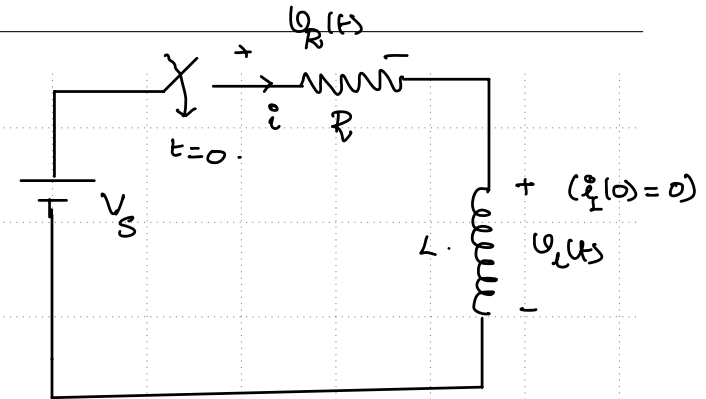 v_R(t)
+ −
i R
t=0.
V_S
+ (i_L(0)=0)
L. v_L(t)
−